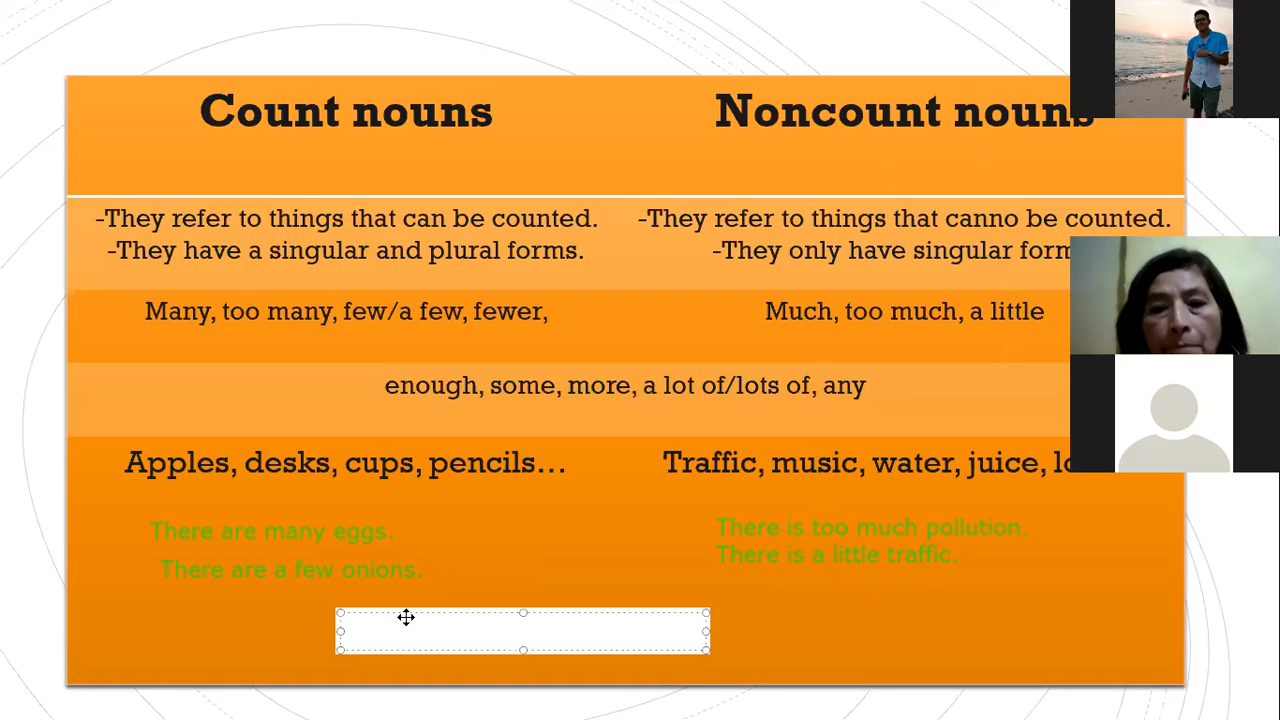 Count nouns
Noncount nouns
-They refer to things that can be counted.
-They have a singular and plural forms.
-They refer to things that canno be counted.
-They only have singular form
Many, too many, few/a few, fewer,
Much, too much, a little
enough, some, more, a lot of/lots of, any
Apples, desks, cups, pencils…
Traffic, music, water, juice,
There are many eggs.
There are a few onions.
There is too much pollution.
There is a little traffic.